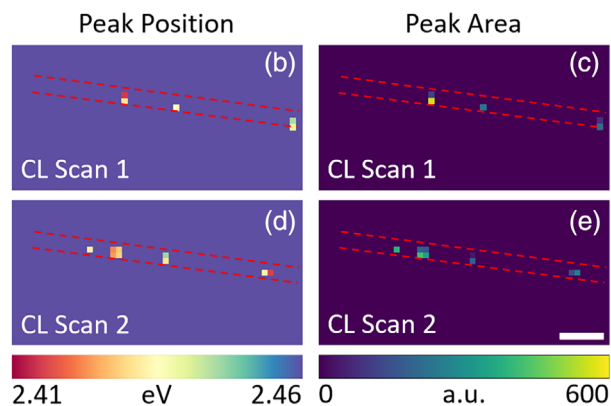 Peak Position
Peak Area
(b)
CL Scan 1
(c)
CL Scan 1
(d)
CL Scan 2
(e)
CL Scan 2
2.41 eV 2.46
0 a.u. 600